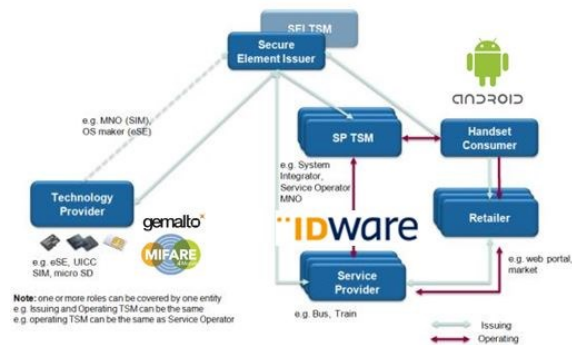 SEI TSM
Secure
Element Issuer
ANDROID
e.g. MNO (SIM),
OS maker (eSE)
SP TSM
Handset
Consumer
e.g. System
Integrator,
Service Operator
MNO
Technology
Provider
gemalto
MIFARE
IDware
Retailer
e.g. eSE, UICC
SIM, micro SD
Service
Provider
e.g. web portal,
market
Note: one or more roles can be covered by one entity
e.g. Issuing and Operating TSM can be the same
e.g. operating TSM can be the same as Service Operator
e.g. Bus, Train
Issuing
Operating